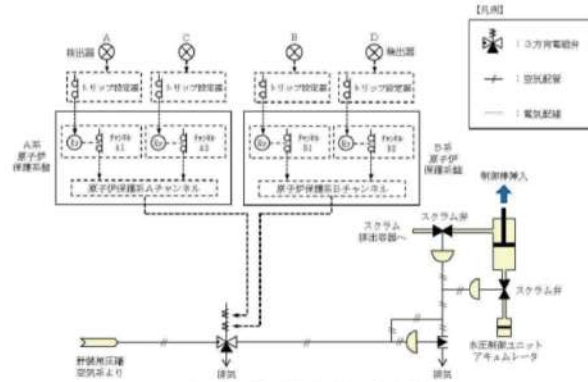 【凡例】
A
C
B
D
検出器
検出器
：三方向電磁弁
トリップ設定器
トリップ設定器
トリップ設定器
トリップ設定器
：空気配管
：電気配線
A系
原子炉
保護系盤
チャンネル
A1
チャンネル
A2
チャンネル
B1
チャンネル
B2
B系
原子炉
保護系盤
原子炉保護系Aチャンネル
原子炉保護系Bチャンネル
制御棒挿入
スクラム弁
スクラム
排出容器へ
スクラム弁
水圧制御ユニット
アキュムレータ
計装用圧縮
空気系より
排気
排気